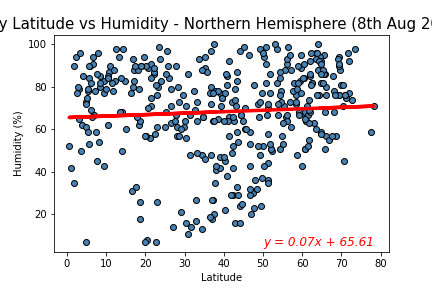 y Latitude vs Humidity - Northern Hemisphere (8th Aug 20
100
80
60
40
20
Humidity (%)
y = 0.07x + 65.61
0 10 20 30 40 50 60 70 80
Latitude